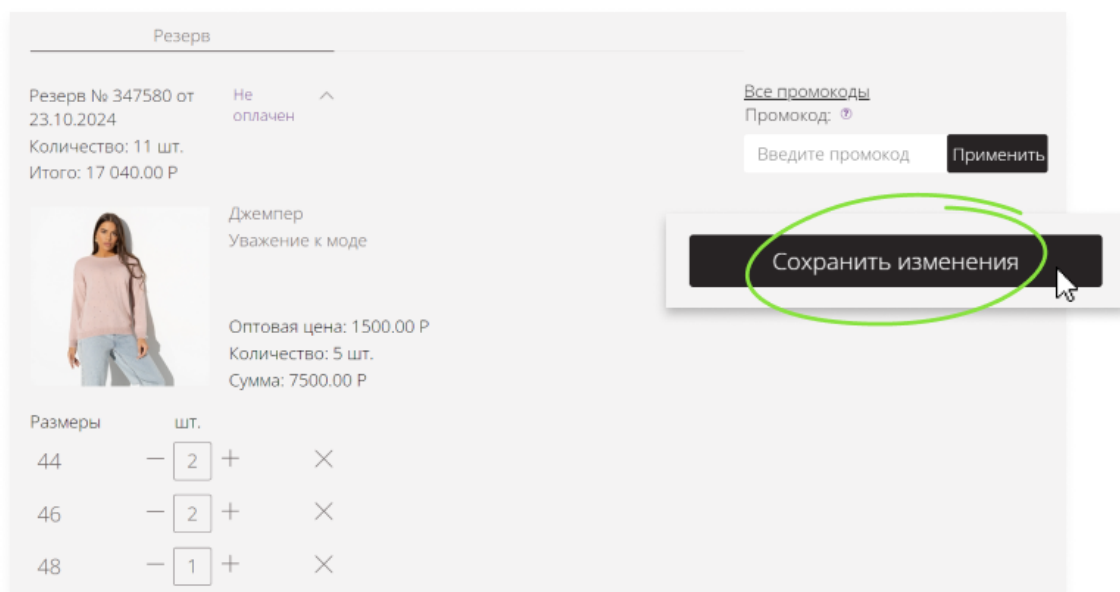 Резерв
Резерв № 347580 от
23.10.2024
Количество: 11 шт.
Итого: 17 040.00 Р
Не
оплачен
Все промокоды
Промокод: ?
Введите промокод
Применить
Сохранить изменения
Джемпер
Уважение к моде
Оптовая цена: 1500.00 Р
Количество: 5 шт.
Сумма: 7500.00 Р
Размеры шт.
44 — 2 + ×
46 — 2 + ×
48 — 1 + ×